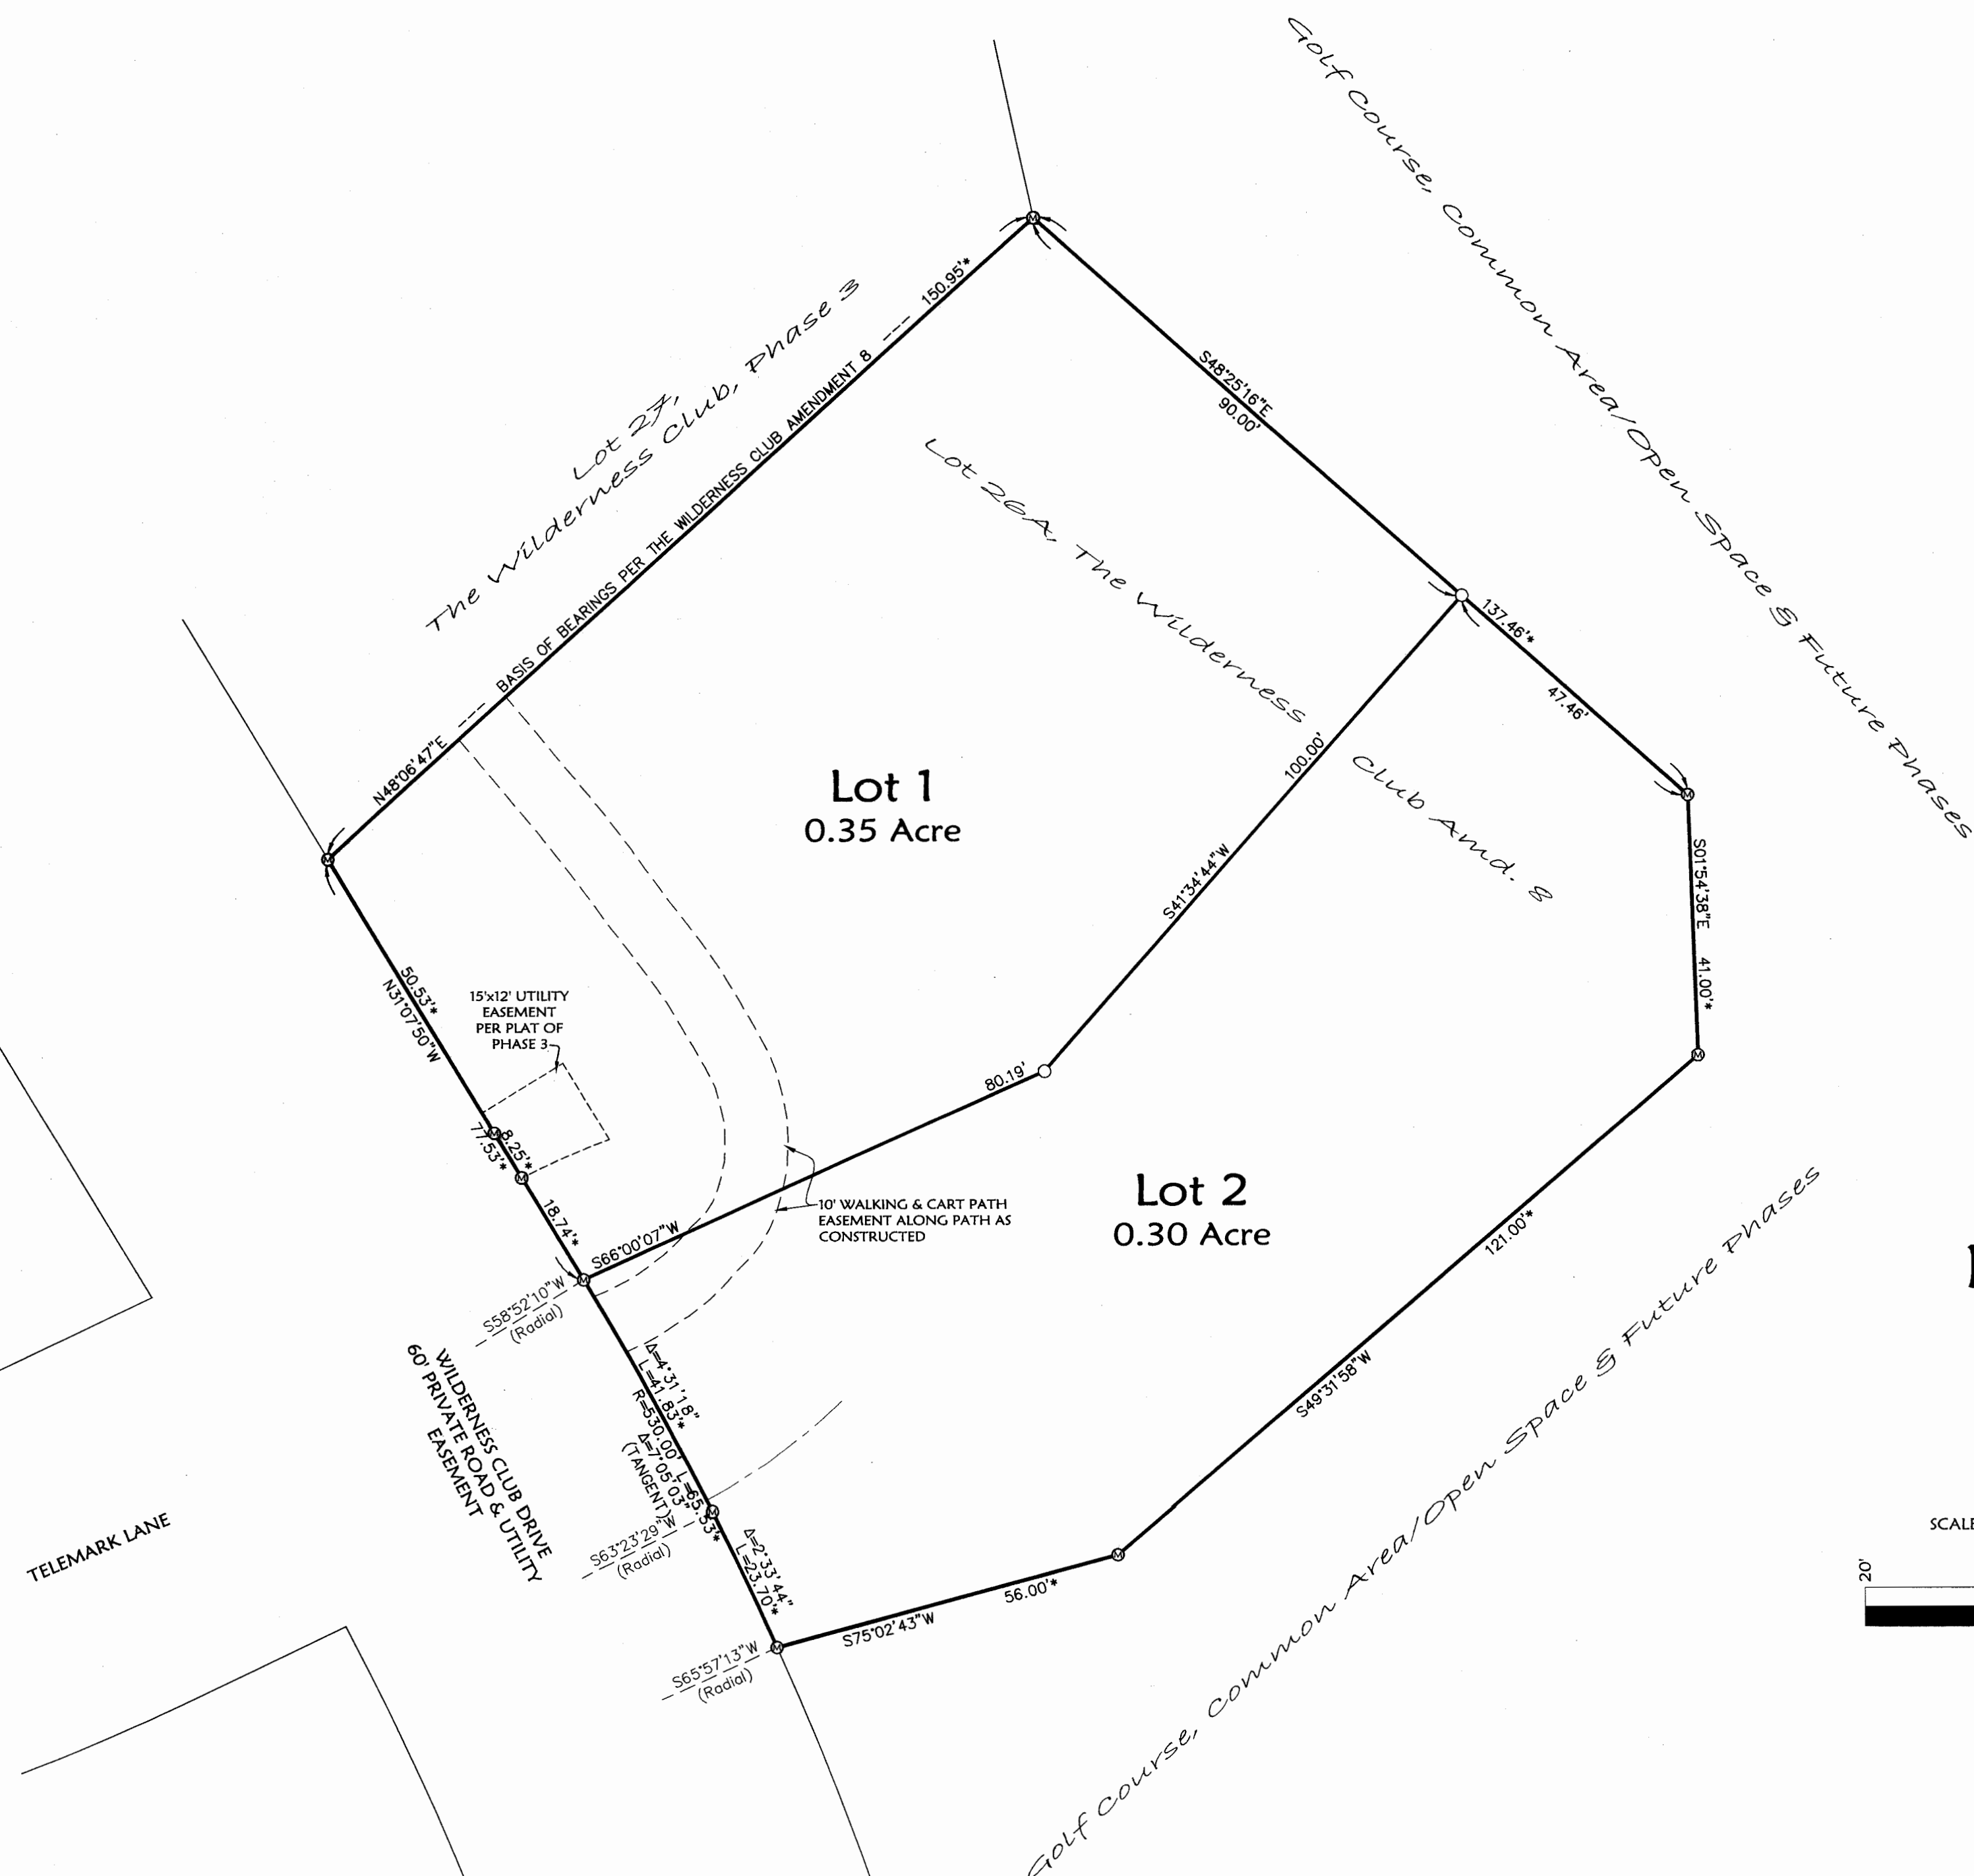 Golf Course, Common Area/Open Space & Future Phases
150.95'*
Lot 27,
The Wilderness Club, Phase 3
BASIS OF BEARINGS PER THE WILDERNESS CLUB AMENDMENT 8
N48°06'47"E
S48°25'16"E
90.00'
Lot 26A, The Wilderness Club Amd. 8
137.46'*
47.46'
S01°54'38"E 41.00'*
100.00'
S41°34'44"W
Lot 1
0.35 Acre
50.53'*
N31°07'50"W
15'x12' UTILITY
EASEMENT
PER PLAT OF
PHASE 3
8.25'*
77.53'*
18.74'*
80.19'
S66°00'07"W
10' WALKING & CART PATH
EASEMENT ALONG PATH AS
CONSTRUCTED
Lot 2
0.30 Acre
121.00'*
S49°31'58"W
S58°52'10"W
(Radial)
Δ=4°31'18"
L=41.83'*
R=530.00' L=65.53'*
Δ=7°05'03"
(TANGENT)
WILDERNESS CLUB DRIVE
60' PRIVATE ROAD & UTILITY
EASEMENT
TELEMARK LANE
S63°23'29"W
(Radial)
Δ=2°33'44"
L=23.70'*
56.00'*
S75°02'43"W
S65°57'13"W
(Radial)
Golf Course, Common Area/Open Space & Future Phases
SCALE
20'